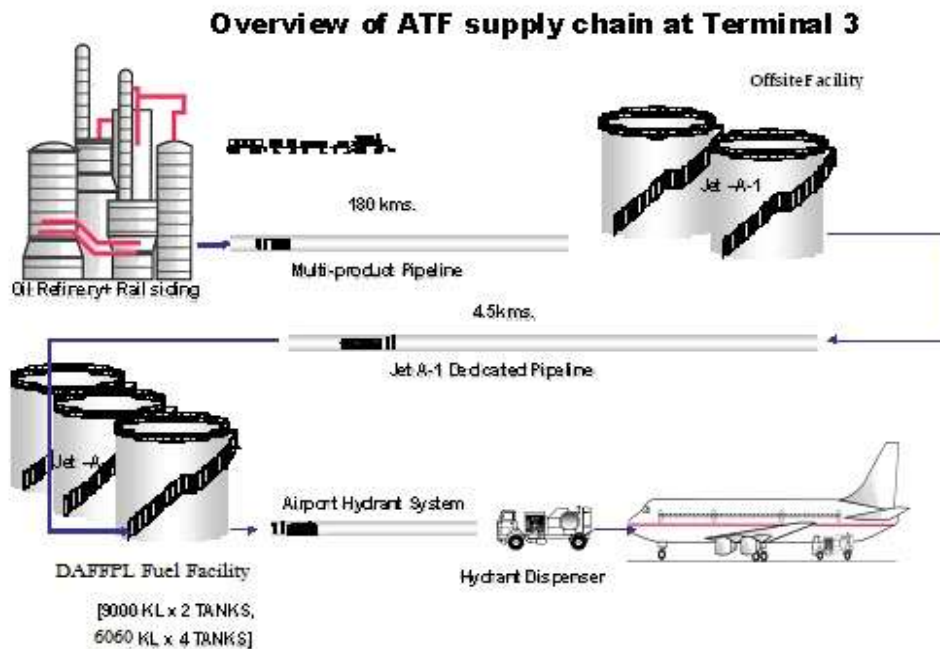 Overview of ATF supply chain at Terminal 3
Offsite Facility
Jet -A-1
180 kms.
Multi-product Pipeline
Oil Refinery+ Rail siding
4.5kms.
Jet A-1 Dedicated Pipeline
Jet -A
Airport Hydrant System
Hydrant Dispenser
DAFFPL Fuel Facility
[9000 KL x 2 TANKS,
6060 KL x 4 TANKS]